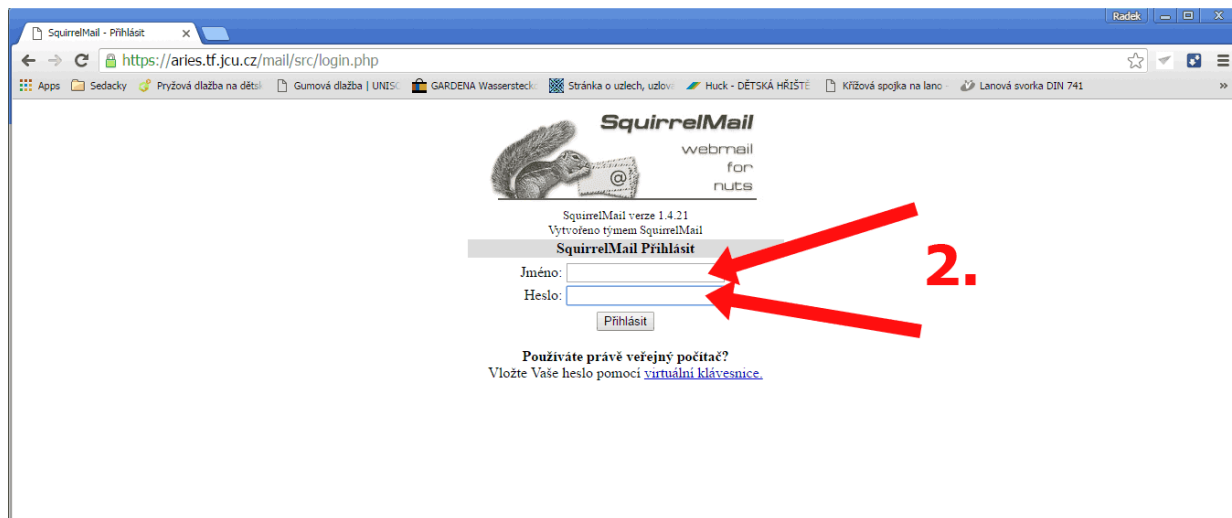 Radek
SquirrelMail - Přihlásit
https://aries.tf.jcu.cz/mail/src/login.php
Apps Sedacky Pryžová dlažba na děts Gumová dlažba | UNISC GARDENA Wassersteck Stránka o uzlech, uzlov Huck - DĚTSKÁ HŘIŠTĚ Křížová spojka na lano - Lanová svorka DIN 741 »
SquirrelMail
webmail
for
nuts
@
SquirrelMail verze 1.4.21
Vytvořeno týmem SquirrelMail
SquirrelMail Přihlásit
Jméno:
2.
Heslo:
Přihlásit
Používáte právě veřejný počítač?
Vložte Vaše heslo pomocí virtuální klávesnice.